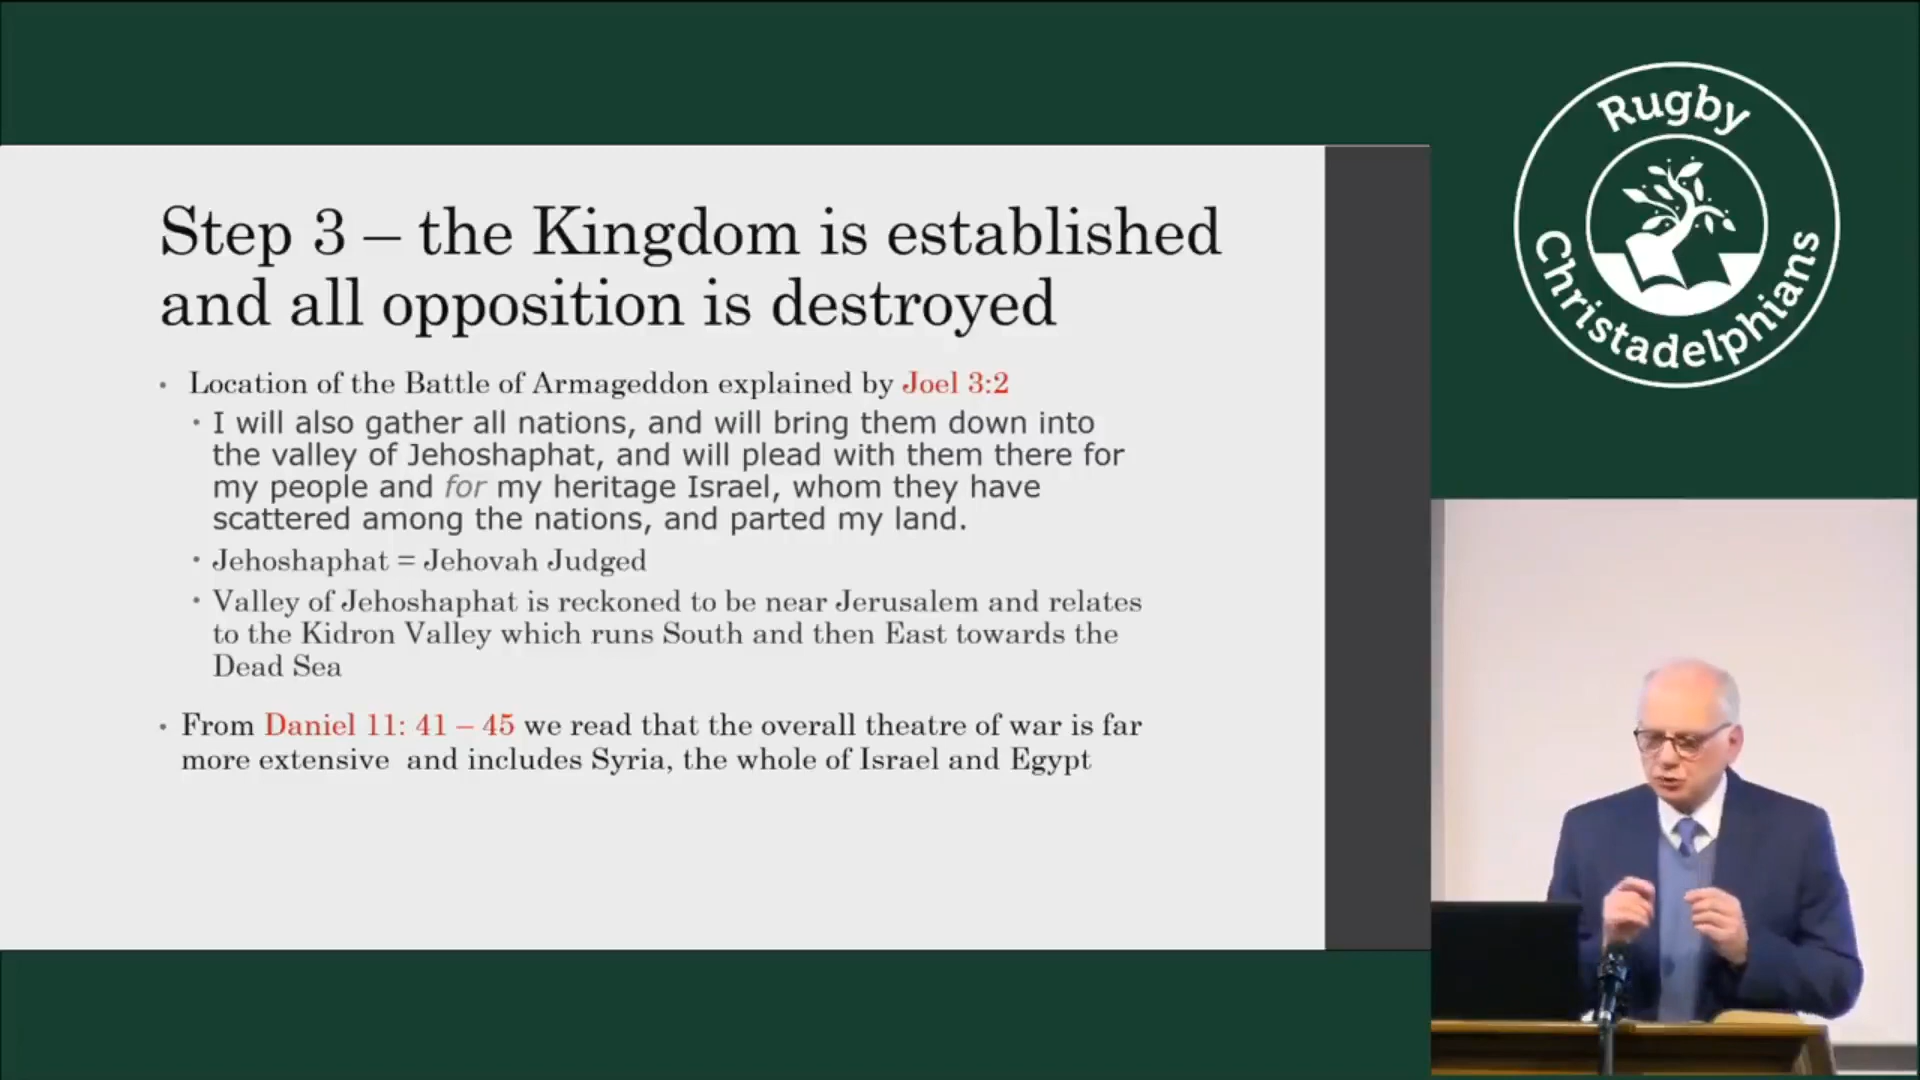 Step 3 – the Kingdom is established
and all opposition is destroyed
• Location of the Battle of Armageddon explained by Joel 3:2
• I will also gather all nations, and will bring them down into
the valley of Jehoshaphat, and will plead with them there for
my people and for my heritage Israel, whom they have
scattered among the nations, and parted my land.
• Jehoshaphat = Jehovah Judged
• Valley of Jehoshaphat is reckoned to be near Jerusalem and relates
to the Kidron Valley which runs South and then East towards the
Dead Sea
• From Daniel 11: 41 – 45 we read that the overall theatre of war is far
more extensive  and includes Syria, the whole of Israel and Egypt
Rugby
Christadelphians